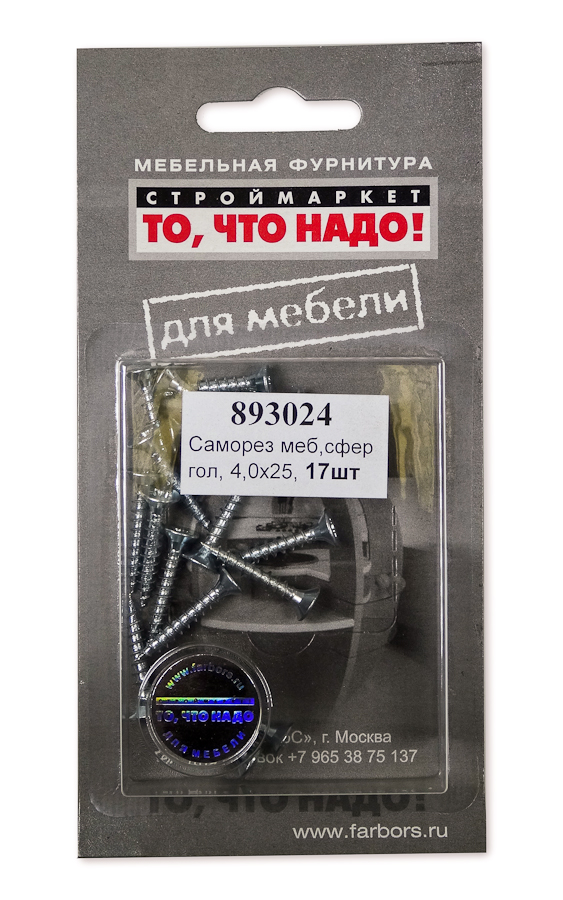 МЕБЕЛЬНАЯ ФУРНИТУРА
СТРОЙМАРКЕТ
ТО, ЧТО НАДО!
для мебели
893024
Саморез меб,сфер
гол, 4,0х25, 17шт
www.farbors.ru
ТО, ЧТО НАДО
ДЛЯ МЕБЕЛИ
г. Москва
+7 965 38 75 137
ТО, ЧТО НАДО!
www.farbors.ru